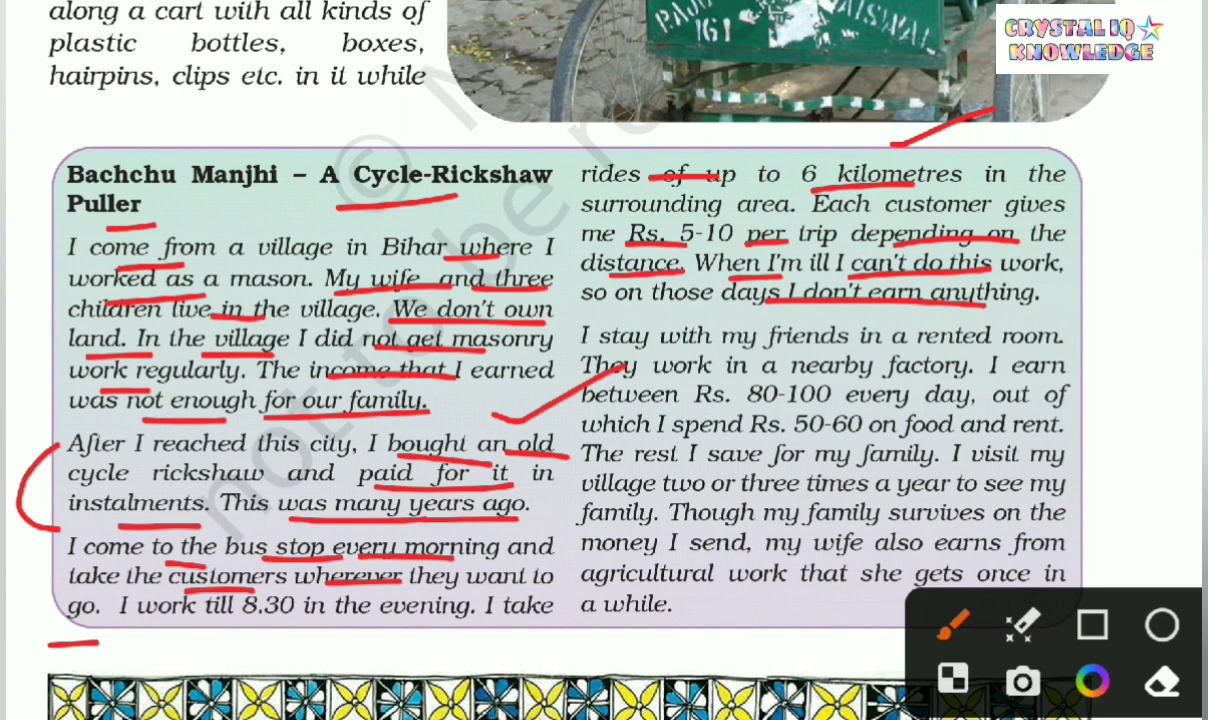 along a cart with all kinds of
plastic bottles, boxes,
hairpins, clips etc. in it while
161
CRYSTAL IQ
KNOWLEDGE
Bachchu Manjhi – A Cycle-Rickshaw
Puller
I come from a village in Bihar where I
worked as a mason. My wife and three
children live in the village. We don't own
land. In the village I did not get masonry
work regularly. The income that I earned
was not enough for our family.
After I reached this city, I bought an old
cycle rickshaw and paid for it in
instalments. This was many years ago.
I come to the bus stop every morning and
take the customers wherever they want to
go. I work till 8.30 in the evening. I take
rides of up to 6 kilometres in the
surrounding area. Each customer gives
me Rs. 5-10 per trip depending on the
distance. When I'm ill I can't do this work,
so on those days I don't earn anything.
I stay with my friends in a rented room.
They work in a nearby factory. I earn
between Rs. 80-100 every day, out of
which I spend Rs. 50-60 on food and rent.
The rest I save for my family. I visit my
village two or three times a year to see my
family. Though my family survives on the
money I send, my wife also earns from
agricultural work that she gets once in
a while.
© N
not to be re